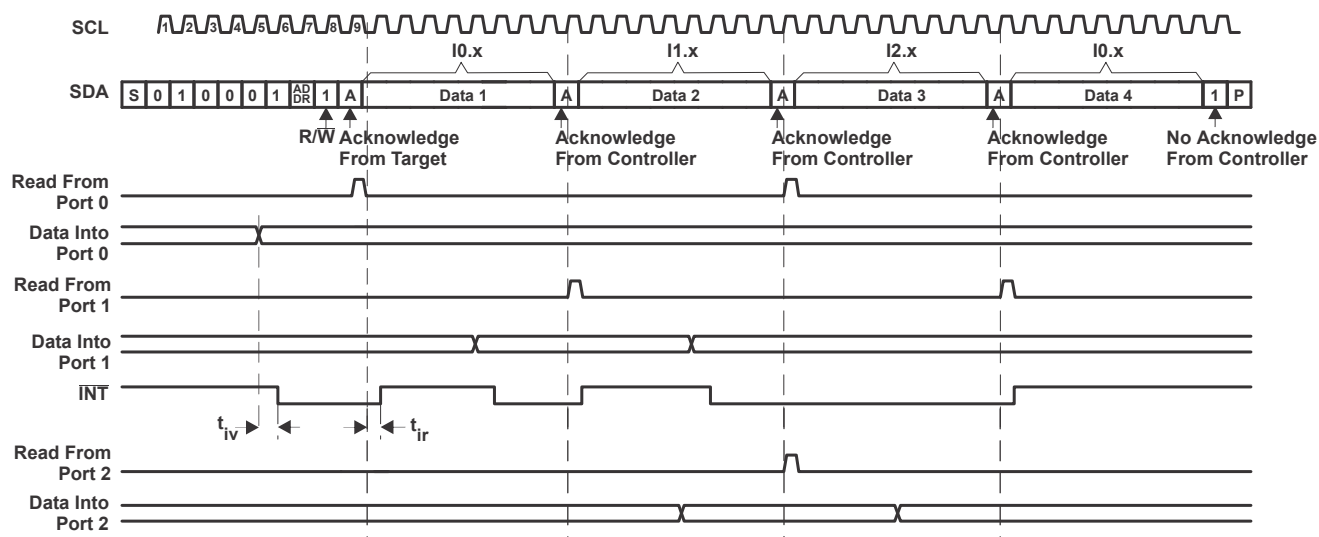 SCL
1 2 3 4 5 6 7 8 9
I0.x I1.x I2.x I0.x
SDA
S 0 1 0 0 0 1 AD DR 1 A Data 1 A Data 2 A Data 3 A Data 4 1 P
R/W
Acknowledge
From Target
Acknowledge
From Controller
Acknowledge
From Controller
Acknowledge
From Controller
No Acknowledge
From Controller
Read From
Port 0
Data Into
Port 0
Read From
Port 1
Data Into
Port 1
INT
tiv tir
Read From
Port 2
Data Into
Port 2